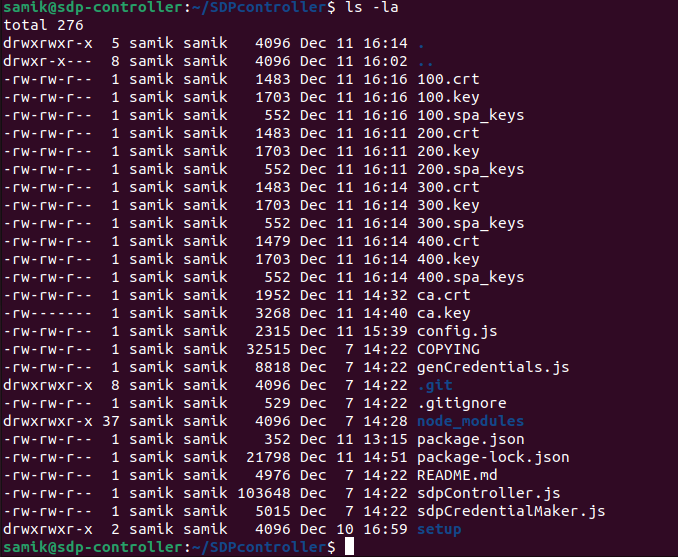 samik@sdp-controller:~/SDPcontroller$ ls -la
total 276
drwxrwxr-x  5 samik samik   4096 Dec 11 16:14 .
drwxr-x---  8 samik samik   4096 Dec 11 16:02 ..
-rw-rw-r--  1 samik samik   1483 Dec 11 16:16 100.crt
-rw-rw-r--  1 samik samik   1703 Dec 11 16:16 100.key
-rw-rw-r--  1 samik samik    552 Dec 11 16:16 100.spa_keys
-rw-rw-r--  1 samik samik   1483 Dec 11 16:11 200.crt
-rw-rw-r--  1 samik samik   1703 Dec 11 16:11 200.key
-rw-rw-r--  1 samik samik    552 Dec 11 16:11 200.spa_keys
-rw-rw-r--  1 samik samik   1483 Dec 11 16:14 300.crt
-rw-rw-r--  1 samik samik   1703 Dec 11 16:14 300.key
-rw-rw-r--  1 samik samik    552 Dec 11 16:14 300.spa_keys
-rw-rw-r--  1 samik samik   1479 Dec 11 16:14 400.crt
-rw-rw-r--  1 samik samik   1703 Dec 11 16:14 400.key
-rw-rw-r--  1 samik samik    552 Dec 11 16:14 400.spa_keys
-rw-rw-r--  1 samik samik   1952 Dec 11 14:32 ca.crt
-rw-------  1 samik samik   3268 Dec 11 14:40 ca.key
-rw-rw-r--  1 samik samik   2315 Dec 11 15:39 config.js
-rw-rw-r--  1 samik samik  32515 Dec  7 14:22 COPYING
-rw-rw-r--  1 samik samik   8818 Dec  7 14:22 genCredentials.js
drwxrwxr-x  8 samik samik   4096 Dec  7 14:22 .git
-rw-rw-r--  1 samik samik    529 Dec  7 14:22 .gitignore
drwxrwxr-x 37 samik samik   4096 Dec  7 14:28 node_modules
-rw-rw-r--  1 samik samik    352 Dec 11 13:15 package.json
-rw-rw-r--  1 samik samik  21798 Dec 11 14:51 package-lock.json
-rw-rw-r--  1 samik samik   4976 Dec  7 14:22 README.md
-rw-rw-r--  1 samik samik 103648 Dec  7 14:22 sdpController.js
-rw-rw-r--  1 samik samik   5015 Dec  7 14:22 sdpCredentialMaker.js
drwxrwxr-x  2 samik samik   4096 Dec 10 16:59 setup
samik@sdp-controller:~/SDPcontroller$